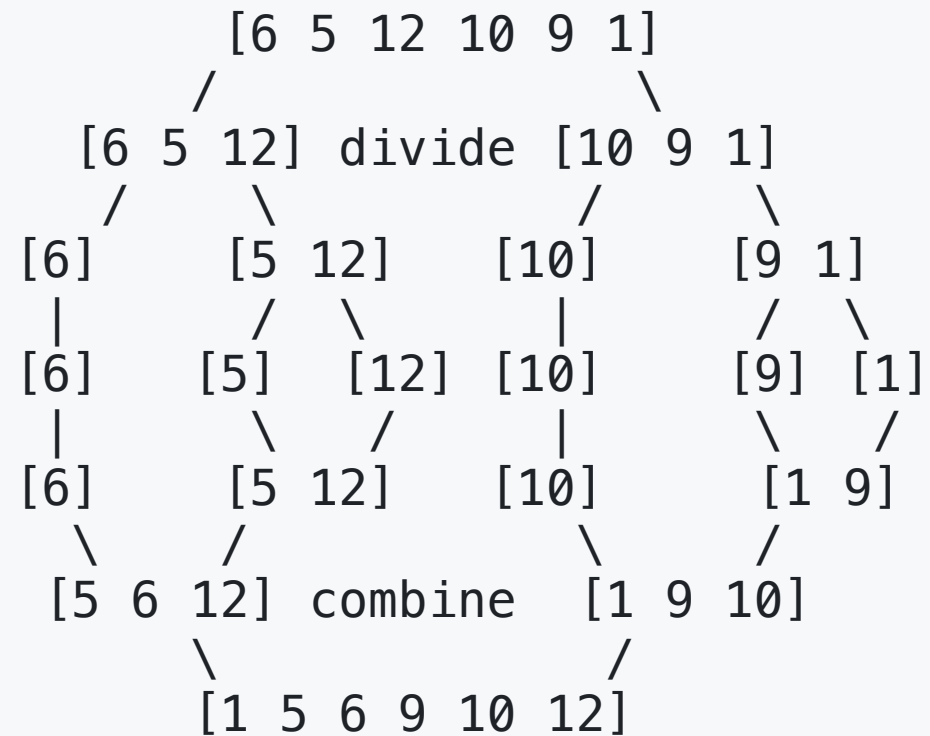 [6 5 12 10 9 1]
/ \
[6 5 12] divide [10 9 1]
/ \ / \
[6] [5 12] [10] [9 1]
| / \ | / \
[6] [5] [12] [10] [9] [1]
| \ / | \ /
[6] [5 12] [10] [1 9]
\ / \ /
[5 6 12] combine [1 9 10]
\ /
[1 5 6 9 10 12]